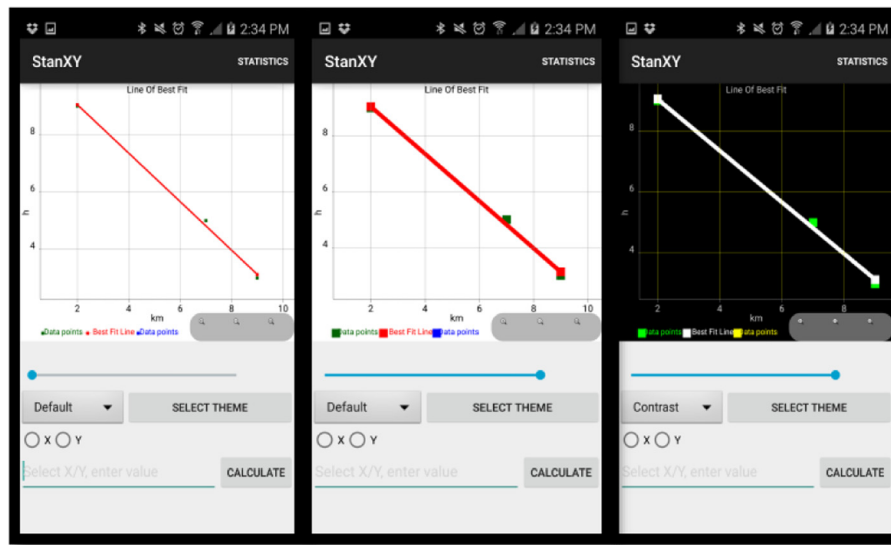 2:34 PM
StanXY STATISTICS
Line Of Best Fit
8
6
h
4
2 4 6 8 10
km
Data points Best Fit Line Data points
Default SELECT THEME
X Y
Select X/Y, enter value CALCULATE
2:34 PM
StanXY STATISTICS
Line Of Best Fit
8
6
h
4
2 4 6 8 10
km
ata points Best Fit Line ata points
Default SELECT THEME
X Y
Select X/Y, enter value CALCULATE
2:34 PM
StanXY STATISTICS
Line Of Best Fit
8
6
h
4
2 4 6 8
km
ata points Best Fit Line ata points
Contrast SELECT THEME
X Y
Select X/Y, enter value CALCULATE